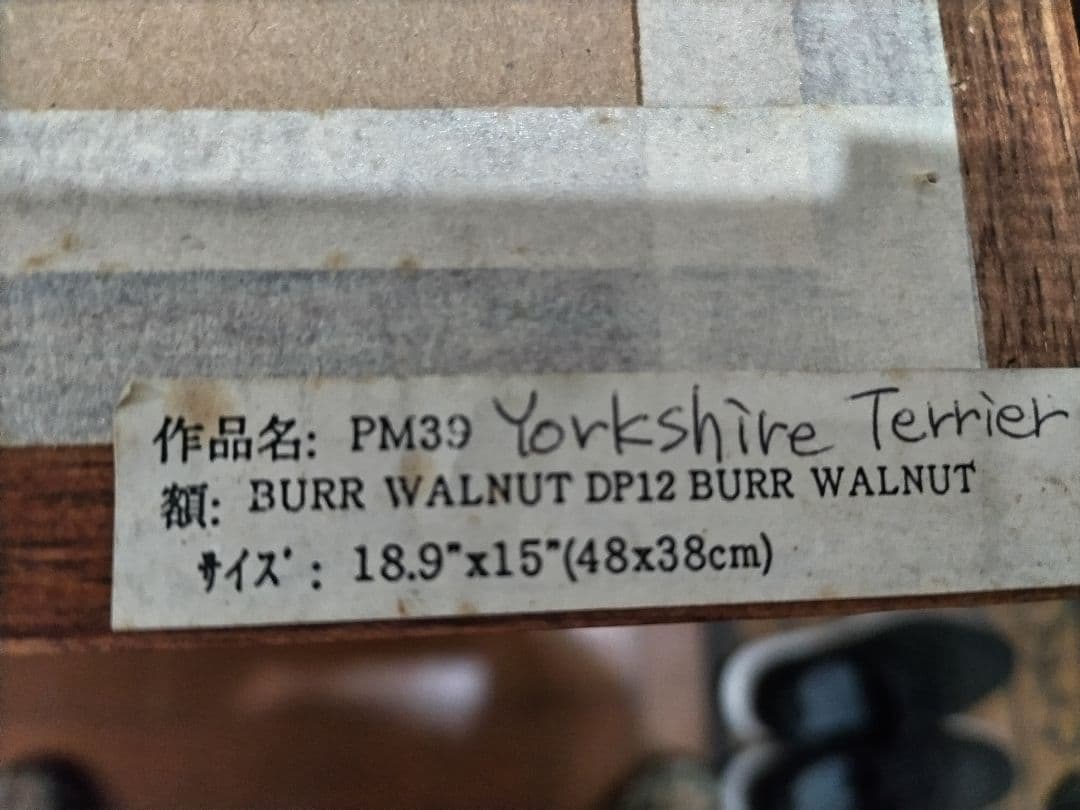 作品名: PM39 Yorkshire Terrier
額: BURR WALNUT DP12 BURR WALNUT
サイズ: 18.9"x15"(48x38cm)